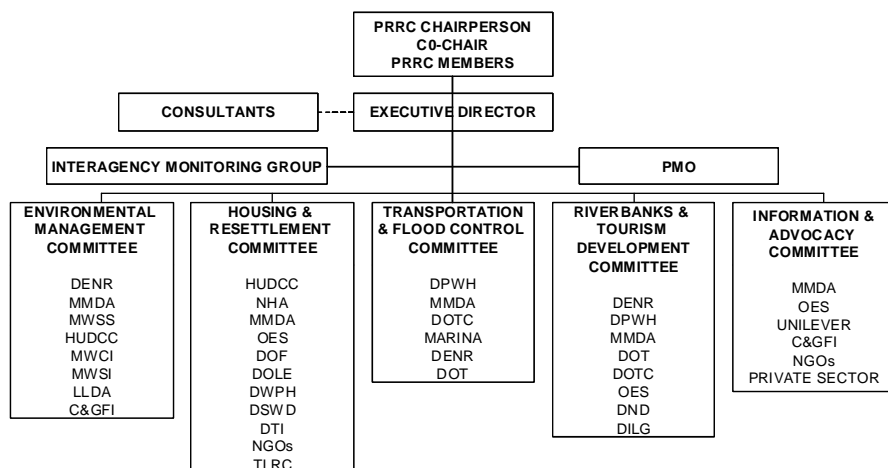 PRRC CHAIRPERSON
C0-CHAIR
PRRC MEMBERS
CONSULTANTS
EXECUTIVE DIRECTOR
INTERAGENCY MONITORING GROUP
PMO
ENVIRONMENTAL
MANAGEMENT
COMMITTEE
DENR
MMDA
MWSS
HUDCC
MWCI
MWSI
LLDA
C&GFI
HOUSING &
RESETTLEMENT
COMMITTEE
HUDCC
NHA
MMDA
OES
DOF
DOLE
DWPH
DSWD
DTI
NGOs
TLRC
TRANSPORTATION
& FLOOD CONTROL
COMMITTEE
DPWH
MMDA
DOTC
MARINA
DENR
DOT
RIVERBANKS &
TOURISM
DEVELOPMENT
COMMITTEE
DENR
DPWH
MMDA
DOT
DOTC
OES
DND
DILG
INFORMATION &
ADVOCACY
COMMITTEE
MMDA
OES
UNILEVER
C&GFI
NGOs
PRIVATE SECTOR